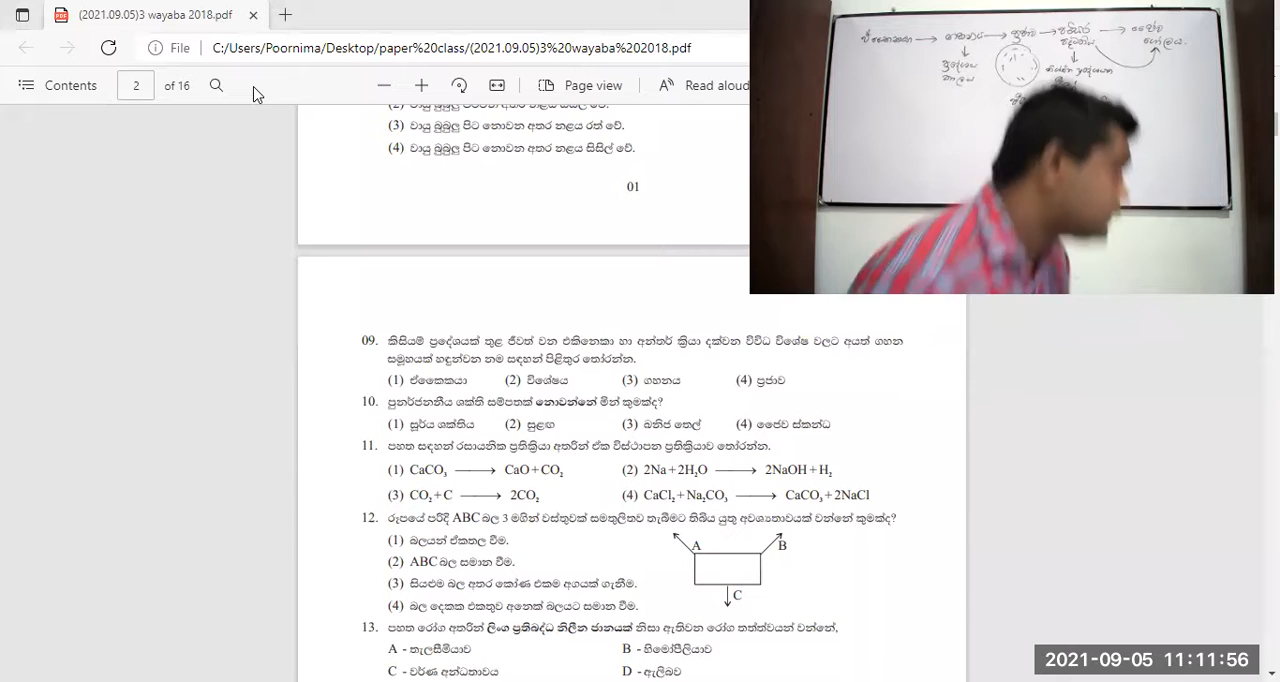 (2021.09.05)3 wayaba 2018.pdf
File C:/Users/Poornima/Desktop/paper%20class/(2021.09.05)3%20wayaba%202018.pdf
Contents 2 of 16 Page view Read aloud
(3) වායු බුබුලු පිට නොවන අතර නළය රත් වේ.
(4) වායු බුබුලු පිට නොවන අතර නළය සිසිල් වේ.
01
09. කිසියම් ප්‍රදේශයක් තුළ ජීවත් වන එකිනෙකා හා අන්තර් ක්‍රියා දක්වන විවිධ විශේෂ වලට අයත් ගහන
සමූහයක් හඳුන්වන නම සඳහන් පිළිතුර තෝරන්න.
(1) ඒකෛකයා (2) විශේෂය (3) ගහනය (4) ප්‍රජාව
10. පුනර්ජනනීය ශක්ති සම්පතක් නොවන්නේ මින් කුමක්ද?
(1) සූර්ය ශක්තිය (2) සුළඟ (3) ඛනිජ තෙල් (4) ජෛව ස්කන්ධ
11. පහත සඳහන් රසායනික ප්‍රතික්‍රියා අතරින් ඒක විස්ථාපන ප්‍රතික්‍රියාව තෝරන්න.
(1) CaCO₃ ⟶ CaO + CO₂ (2) 2Na + 2H₂O ⟶ 2NaOH + H₂
(3) CO₂ + C ⟶ 2CO₂ (4) CaCl₂ + Na₂CO₃ ⟶ CaCO₃ + 2NaCl
12. රූපයේ පරිදි ABC බල 3 මගින් වස්තුවක් සමතුලිතව තැබීමට තිබිය යුතු අවශ්‍යතාවයක් වන්නේ කුමක්ද?
(1) බලයන් ඒකතල වීම.
(2) ABC බල සමාන වීම.
(3) සියළුම බල අතර කෝණ එකම අගයක් ගැනීම.
(4) බල දෙකක එකතුව අනෙක් බලයට සමාන වීම.
A B
C
13. පහත රෝග අතරින් ලිංග ප්‍රතිබද්ධ නිලීන ජානයක් නිසා ඇතිවන රෝග තත්ත්වයන් වන්නේ,
A - තැලසීමියාව B - හිමෝෆීලියාව
C - වර්ණ අන්ධතාවය D - ඇලිබව
2021-09-05 11:11:56